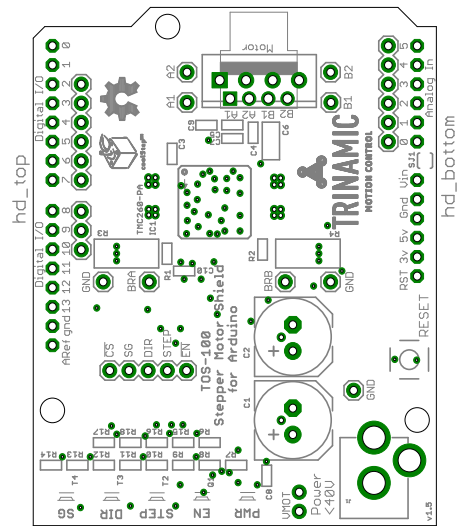 Motor
A2
B2
A1
B1
B2 B1 A2 A1
0
1
2
3
4
5
6
7
Digital I/O
hd_top
8
9
10
11
12
13
gnd
ARef
Digital I/O
5
4
3
2
1
0
Analog In
hd_bottom
SJ1
Vin
Gnd
5v
3v
RST
RESET
C9
C3
C4
C6
coolStep
TRINAMIC
MOTION CONTROL
TMC260-PA
IC1
R3
R4
R1
R2
C10
GND
BRA
BRB
GND
CS
SG
DIR
STEP
EN
TOS-100
Stepper Motor Shield
for Arduino
C2
C1
GND
R17
R18
R16
R15
R8
R14
R13
R12
R11
R10
R9
R6
R7
T4
T3
T2
C8
SG
DIR
STEP
EN
PWR
VMOT
Power
<40V
v1.5